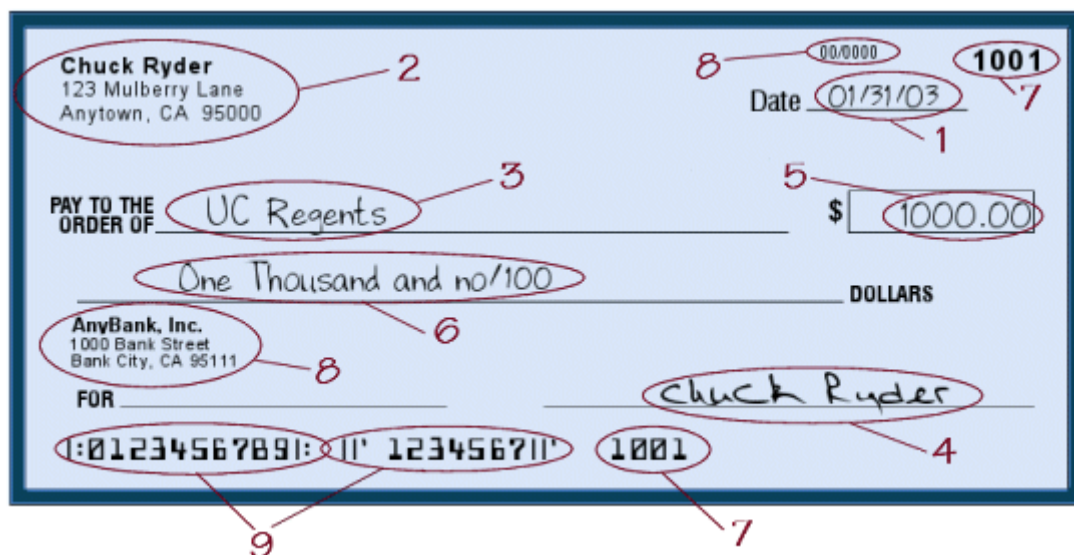 Chuck Ryder
123 Mulberry Lane
Anytown, CA 95000
2
8
00/0000
1001
7
Date 01/31/03
1
3
5
PAY TO THE
ORDER OF UC Regents $ 1000.00
One Thousand and no/100 DOLLARS
6
AnyBank, Inc.
1000 Bank Street
Bank City, CA 95111
8
FOR
Chuck Ryder
4
|:0123456789|: ||' 1234567||' 1001
9
7